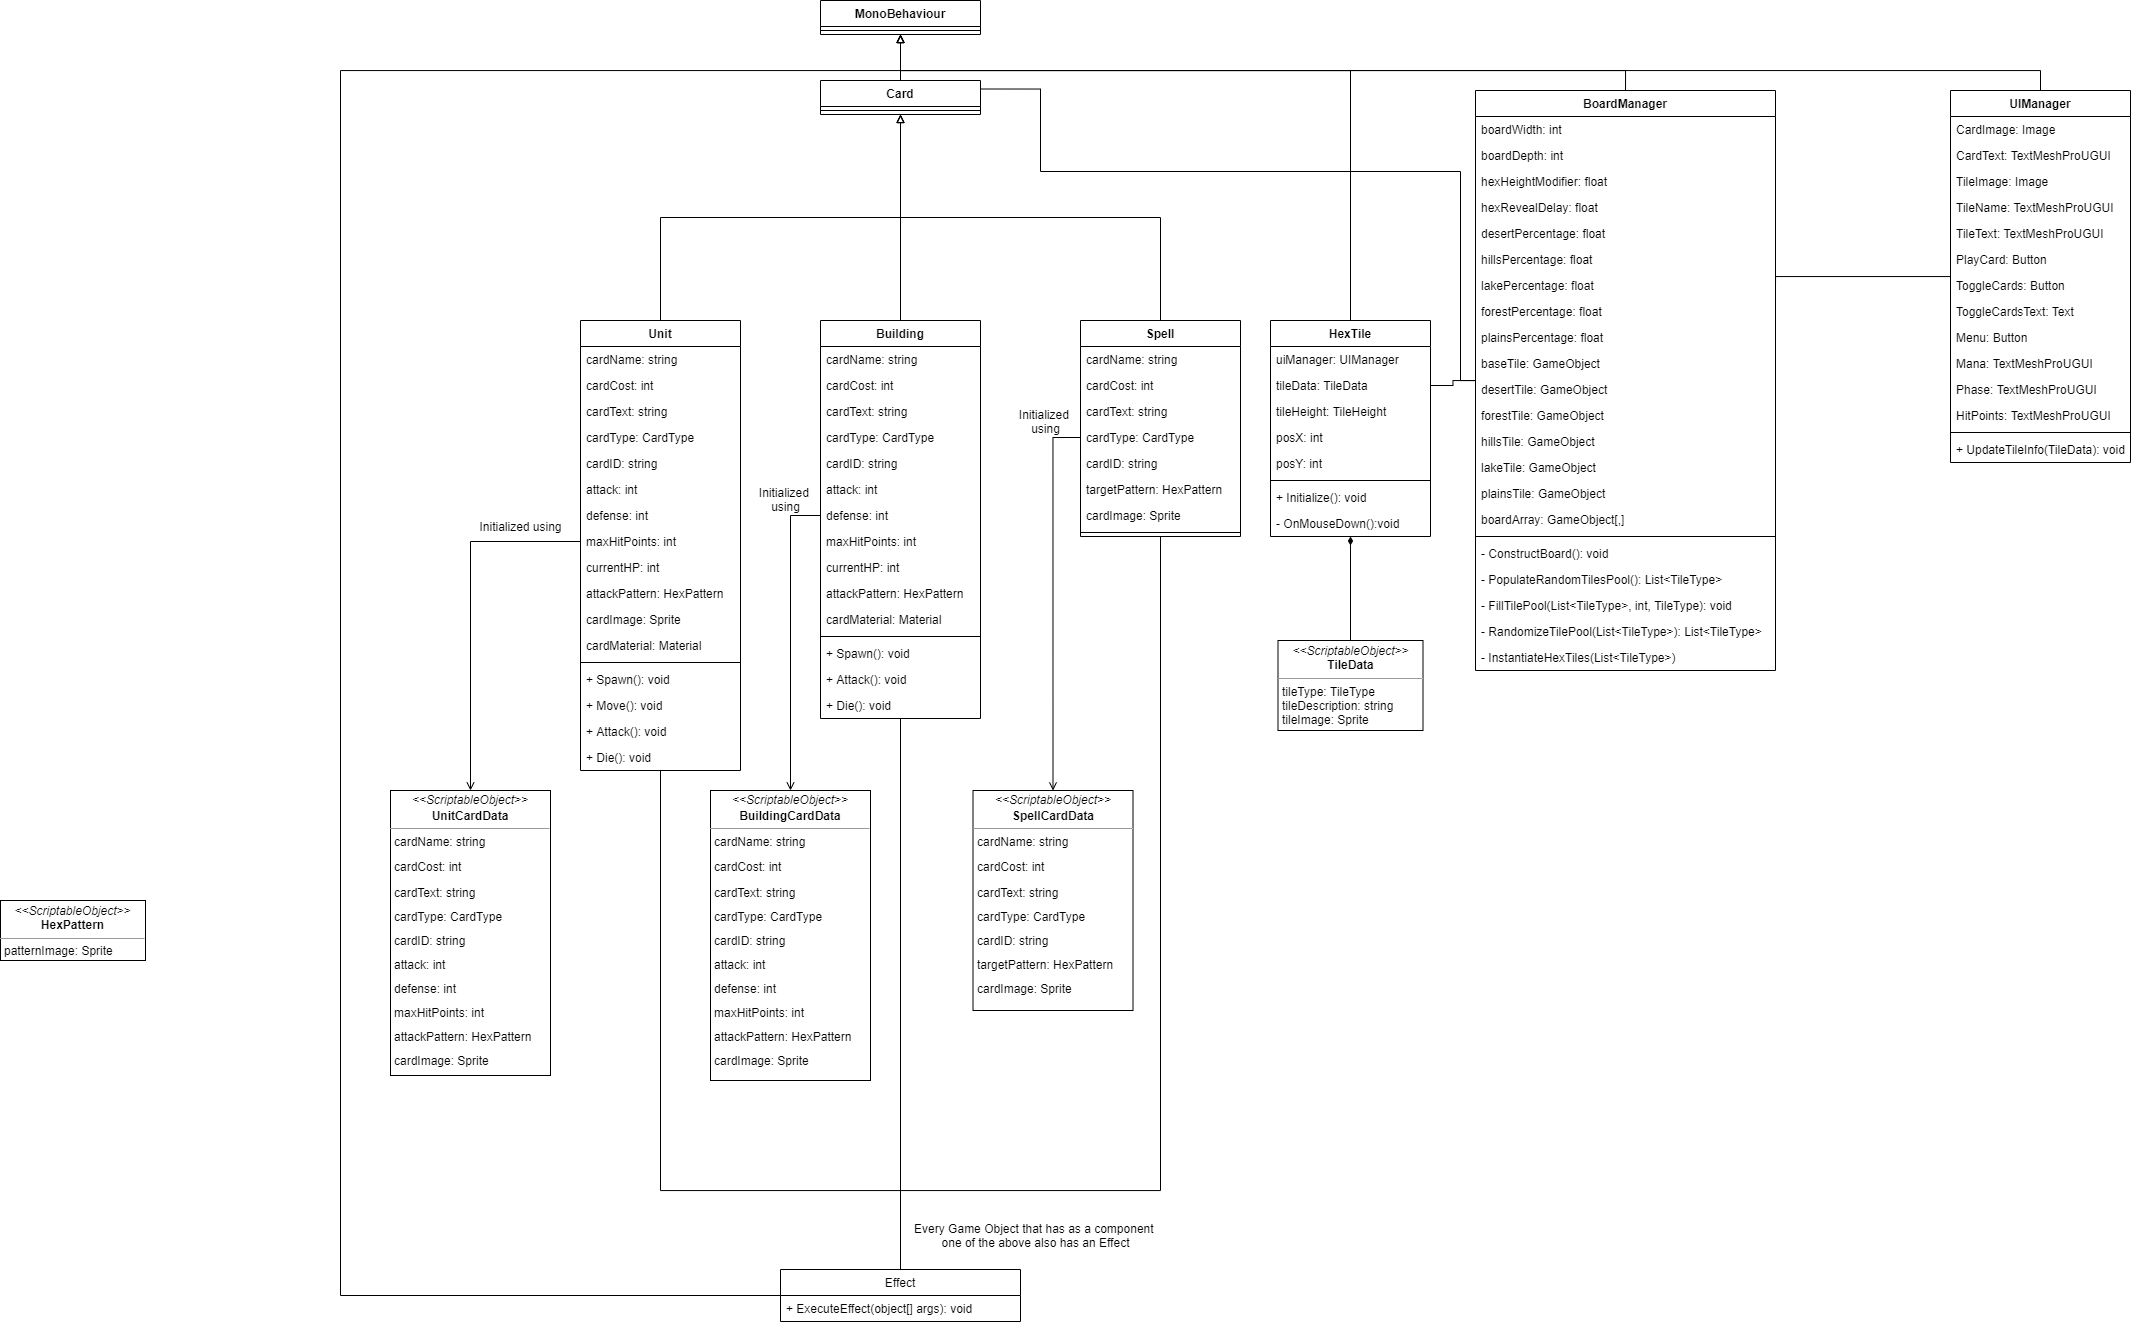 MonoBehaviour
Card
BoardManager
boardWidth: int
boardDepth: int
hexHeightModifier: float
hexRevealDelay: float
desertPercentage: float
hillsPercentage: float
lakePercentage: float
forestPercentage: float
plainsPercentage: float
baseTile: GameObject
desertTile: GameObject
forestTile: GameObject
hillsTile: GameObject
lakeTile: GameObject
plainsTile: GameObject
boardArray: GameObject[,]
- ConstructBoard(): void
- PopulateRandomTilesPool(): List<TileType>
- FillTilePool(List<TileType>, int, TileType): void
- RandomizeTilePool(List<TileType>): List<TileType>
- InstantiateHexTiles(List<TileType>)
UIManager
CardImage: Image
CardText: TextMeshProUGUI
TileImage: Image
TileName: TextMeshProUGUI
TileText: TextMeshProUGUI
PlayCard: Button
ToggleCards: Button
ToggleCardsText: Text
Menu: Button
Mana: TextMeshProUGUI
Phase: TextMeshProUGUI
HitPoints: TextMeshProUGUI
+ UpdateTileInfo(TileData): void
Unit
cardName: string
cardCost: int
cardText: string
cardType: CardType
cardID: string
attack: int
defense: int
maxHitPoints: int
currentHP: int
attackPattern: HexPattern
cardImage: Sprite
cardMaterial: Material
+ Spawn(): void
+ Move(): void
+ Attack(): void
+ Die(): void
Building
cardName: string
cardCost: int
cardText: string
cardType: CardType
cardID: string
attack: int
defense: int
maxHitPoints: int
currentHP: int
attackPattern: HexPattern
cardMaterial: Material
+ Spawn(): void
+ Attack(): void
+ Die(): void
Spell
cardName: string
cardCost: int
cardText: string
cardType: CardType
cardID: string
targetPattern: HexPattern
cardImage: Sprite
HexTile
uiManager: UIManager
tileData: TileData
tileHeight: TileHeight
posX: int
posY: int
+ Initialize(): void
- OnMouseDown():void
Initialized using
Initialized
using
Initialized
using
<<ScriptableObject>>
TileData
tileType: TileType
tileDescription: string
tileImage: Sprite
<<ScriptableObject>>
UnitCardData
cardName: string
cardCost: int
cardText: string
cardType: CardType
cardID: string
attack: int
defense: int
maxHitPoints: int
attackPattern: HexPattern
cardImage: Sprite
<<ScriptableObject>>
BuildingCardData
cardName: string
cardCost: int
cardText: string
cardType: CardType
cardID: string
attack: int
defense: int
maxHitPoints: int
attackPattern: HexPattern
cardImage: Sprite
<<ScriptableObject>>
SpellCardData
cardName: string
cardCost: int
cardText: string
cardType: CardType
cardID: string
targetPattern: HexPattern
cardImage: Sprite
<<ScriptableObject>>
HexPattern
patternImage: Sprite
Every Game Object that has as a component
one of the above also has an Effect
Effect
+ ExecuteEffect(object[] args): void